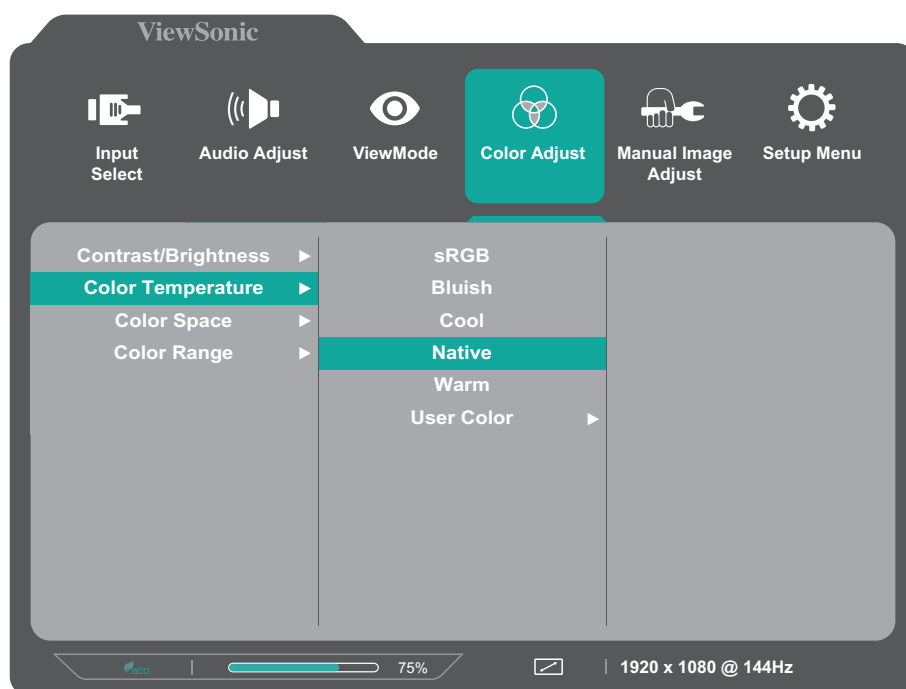 ViewSonic
Input Select
Audio Adjust
ViewMode
Color Adjust
Manual Image Adjust
Setup Menu
Contrast/Brightness
Color Temperature
Color Space
Color Range
sRGB
Bluish
Cool
Native
Warm
User Color
eco
75%
1920 x 1080 @ 144Hz